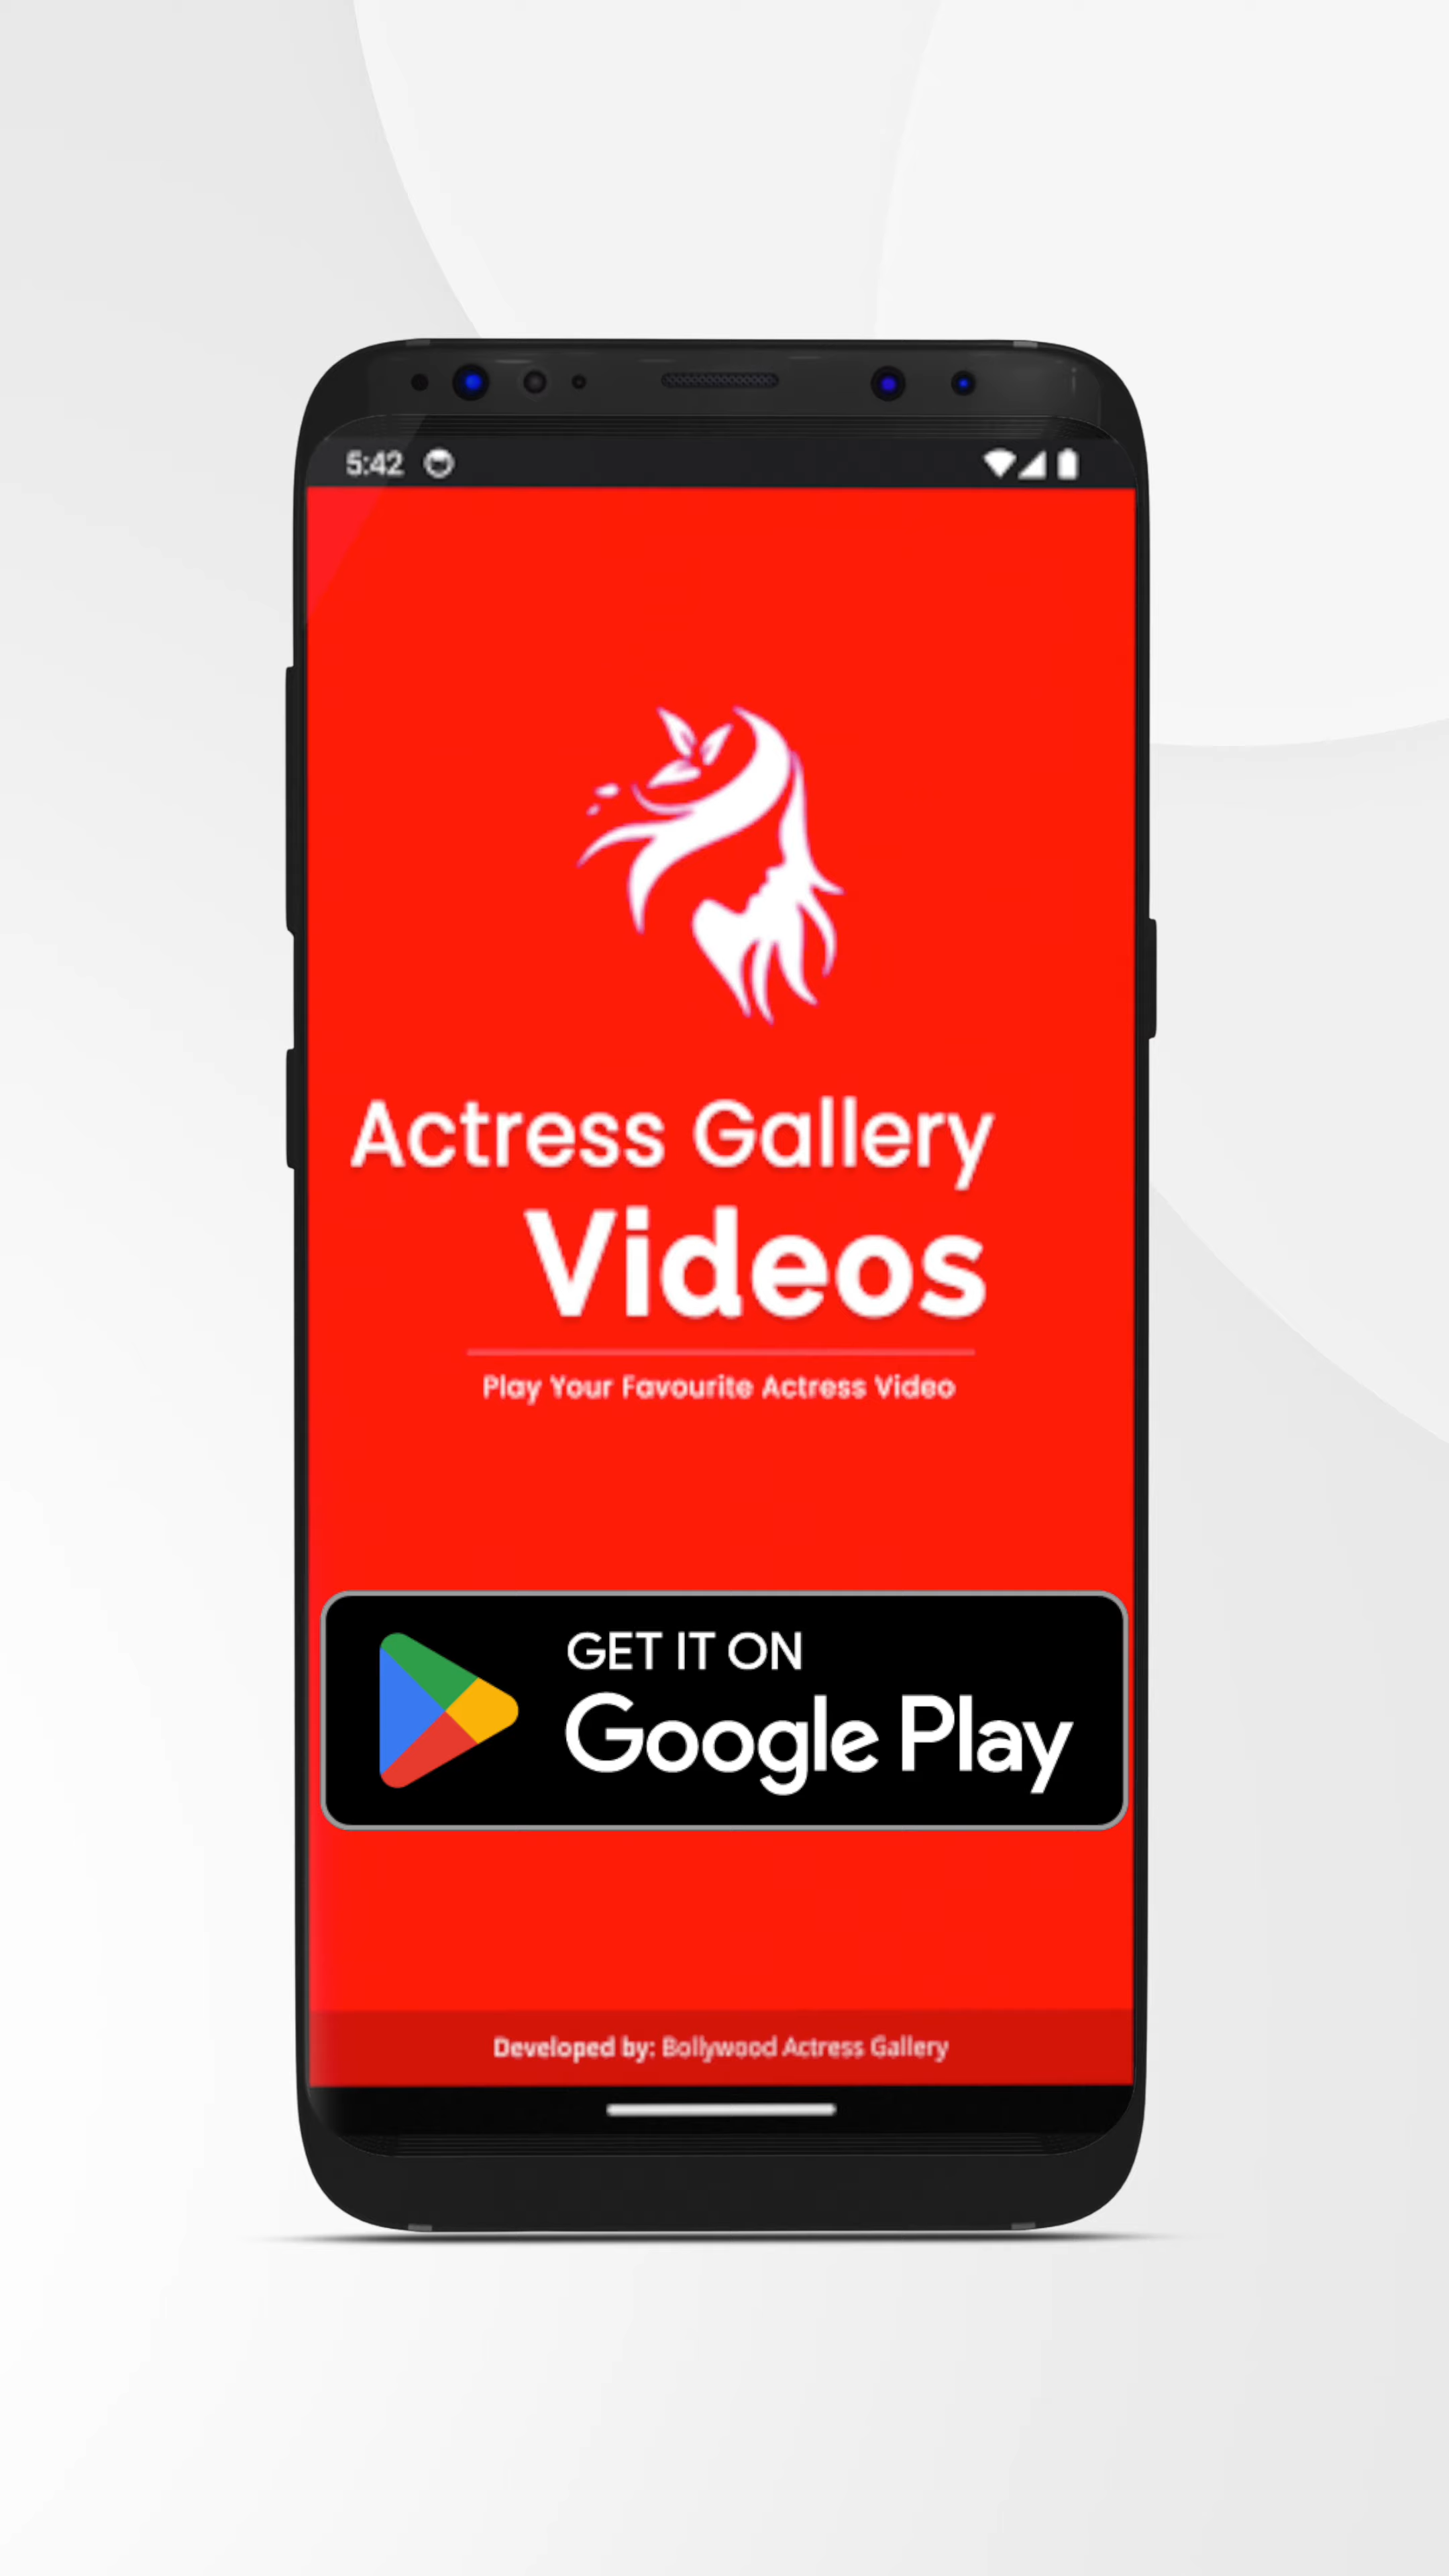 5:42
Actress Gallery
Videos
Play Your Favourite Actress Video
GET IT ON
Google Play
Developed by: Bollywood Actress Gallery